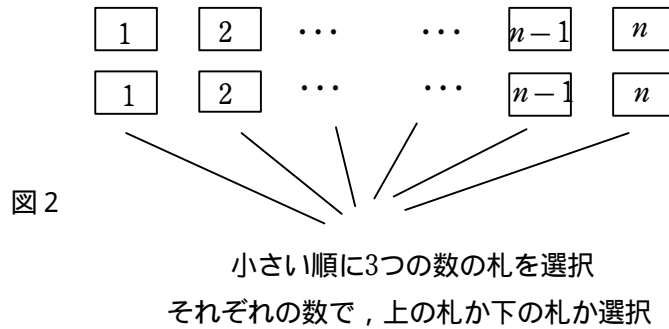 1 2 ⋯ ⋯ n−1 n
1 2 ⋯ ⋯ n−1 n
図2
小さい順に3つの数の札を選択
それぞれの数で，上の札か下の札か選択